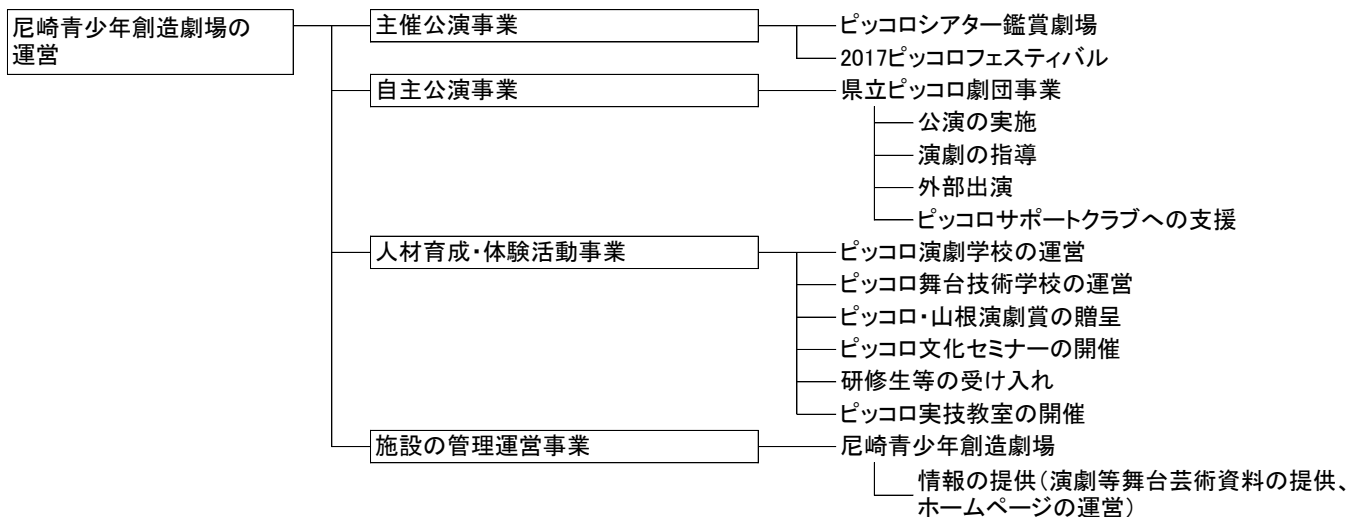 尼崎青少年創造劇場の
運営
主催公演事業
ピッコロシアター鑑賞劇場
2017ピッコロフェスティバル
自主公演事業
県立ピッコロ劇団事業
公演の実施
演劇の指導
外部出演
ピッコロサポートクラブへの支援
人材育成・体験活動事業
ピッコロ演劇学校の運営
ピッコロ舞台技術学校の運営
ピッコロ・山根演劇賞の贈呈
ピッコロ文化セミナーの開催
研修生等の受け入れ
ピッコロ実技教室の開催
施設の管理運営事業
尼崎青少年創造劇場
情報の提供（演劇等舞台芸術資料の提供、
ホームページの運営）